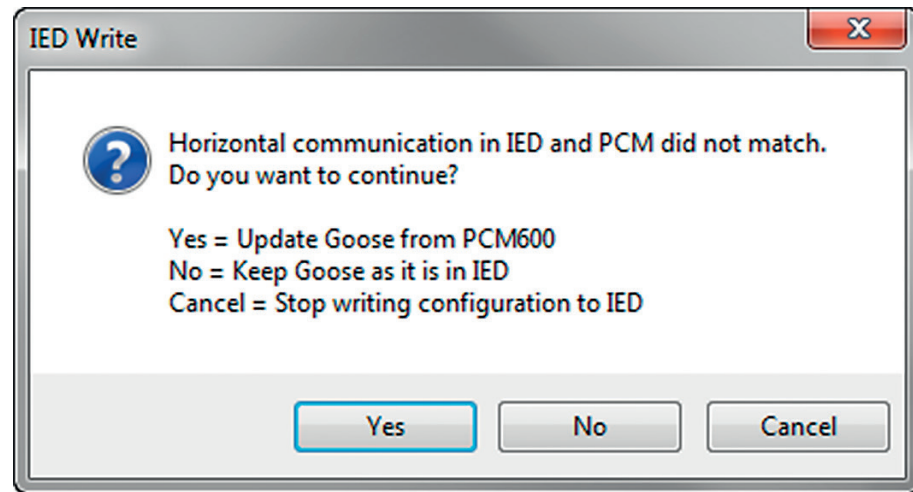 IED Write
Horizontal communication in IED and PCM did not match.
Do you want to continue?
Yes = Update Goose from PCM600
No = Keep Goose as it is in IED
Cancel = Stop writing configuration to IED
Yes No Cancel